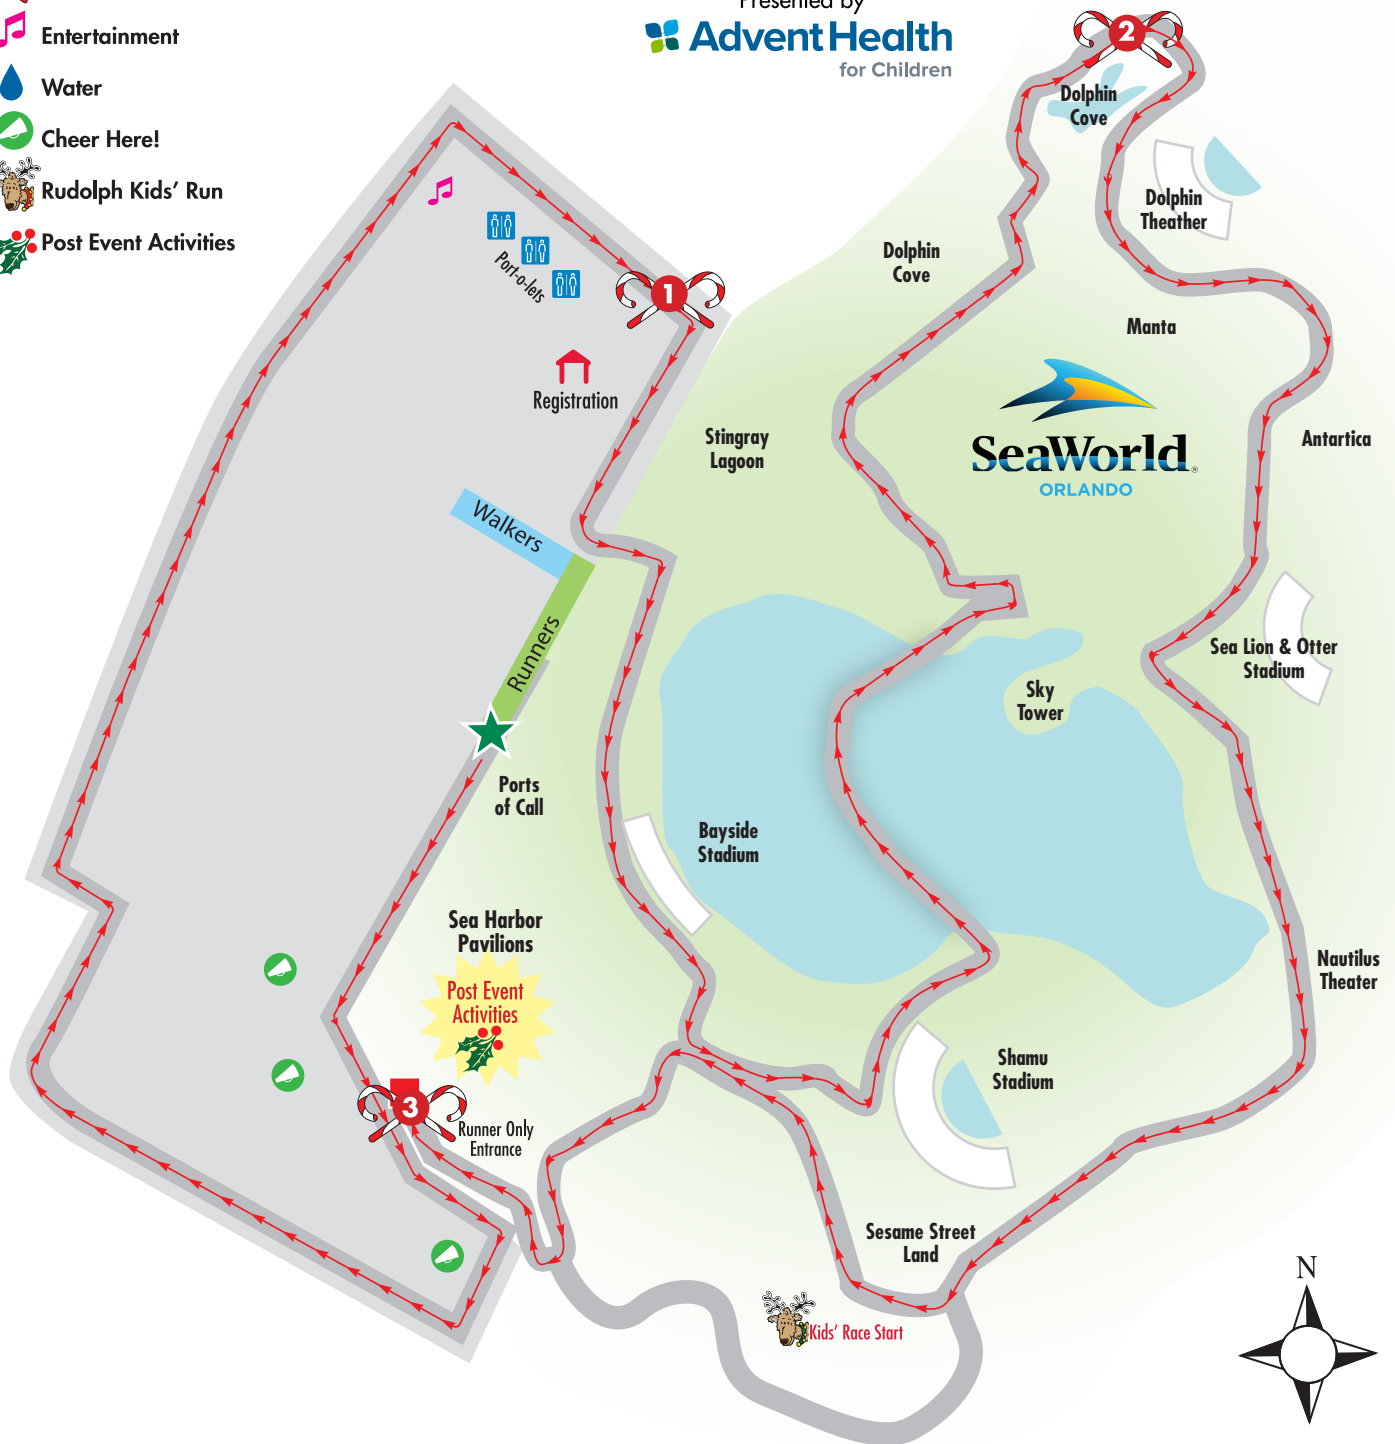 Presented by
AdventHealth
for Children
Entertainment
Water
Cheer Here!
Rudolph Kids' Run
Post Event Activities
2
Dolphin
Cove
Dolphin
Theather
Dolphin
Cove
Port-o-lets
1
Manta
Registration
SeaWorld®
ORLANDO
Stingray
Lagoon
Antartica
Walkers
Runners
Sea Lion & Otter
Stadium
Sky
Tower
Ports
of Call
Bayside
Stadium
Sea Harbor
Pavilions
Post Event
Activities
Nautilus
Theater
Shamu
Stadium
3
Runner Only
Entrance
Sesame Street
Land
Kids' Race Start
N